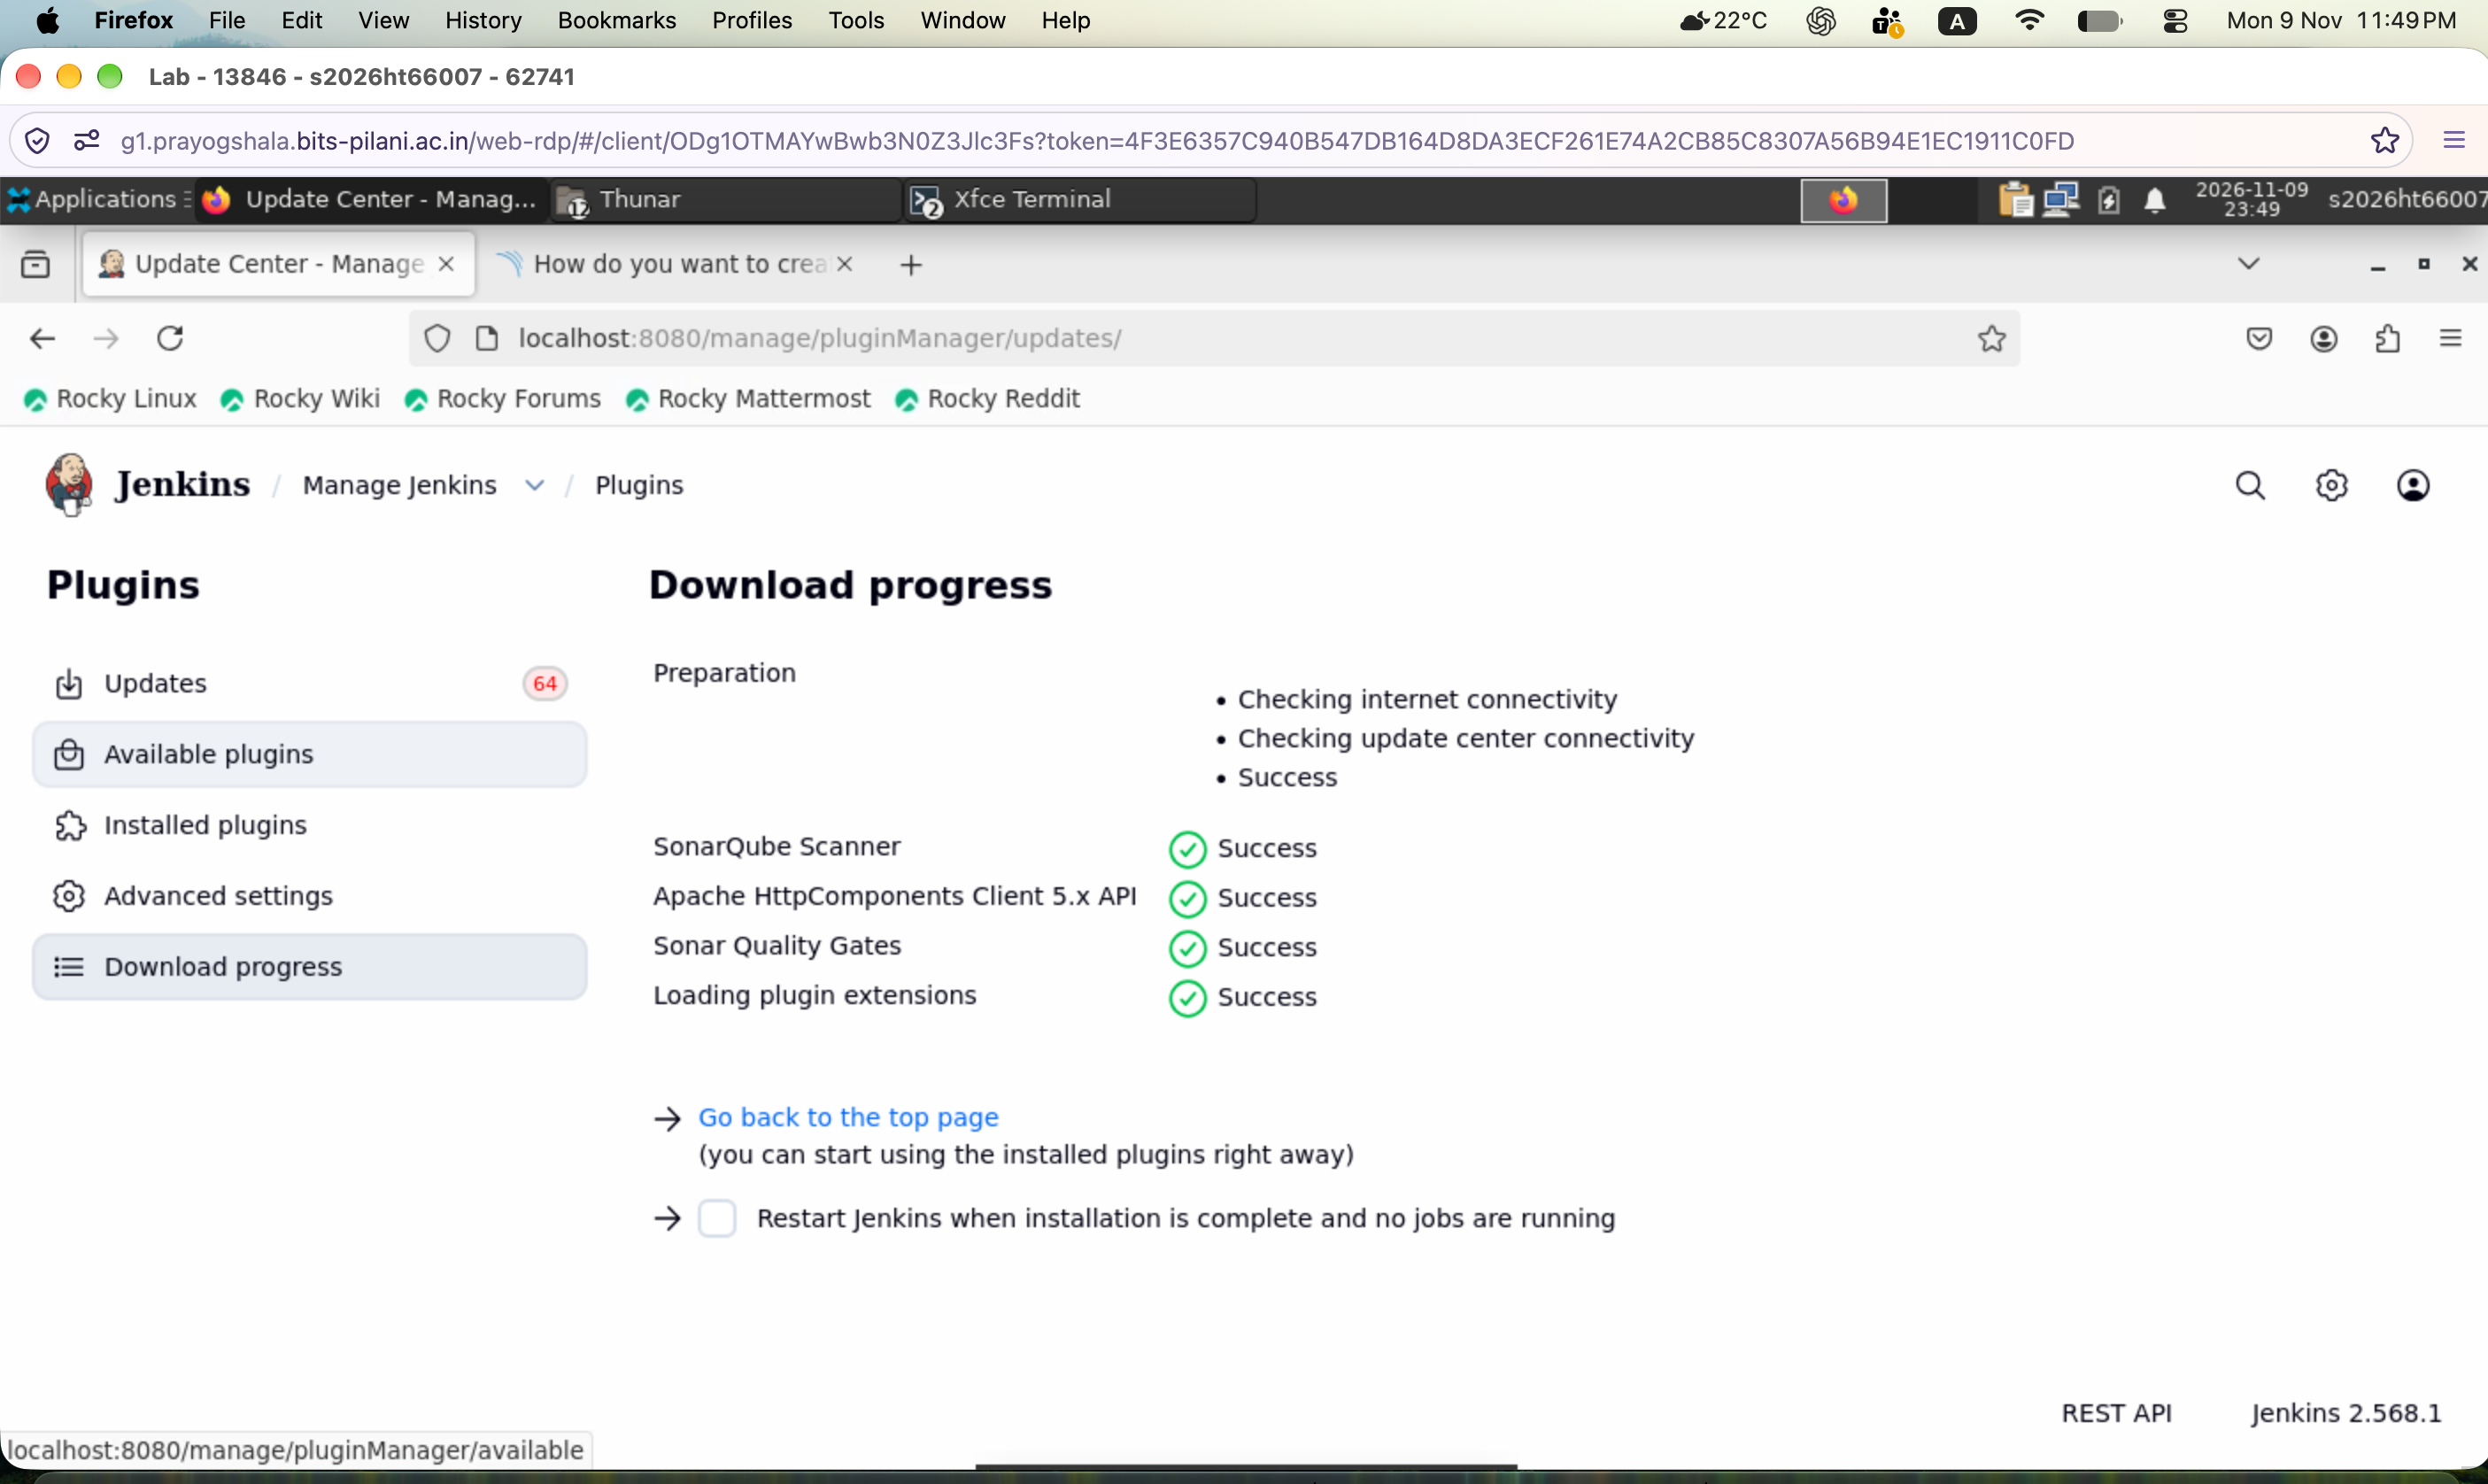 Firefox File Edit View History Bookmarks Profiles Tools Window Help 22°C A Mon 9 Nov 11:49 PM
Lab - 13846 - s2026ht66007 - 62741
g1.prayogshala.bits-pilani.ac.in/web-rdp/#/client/ODg1OTMAYwBwb3N0Z3Jlc3Fs?token=4F3E6357C940B547DB164D8DA3ECF261E74A2CB85C8307A56B94E1EC1911C0FD
Applications Update Center - Manag... 12 Thunar 2 Xfce Terminal 2026-11-09 23:49 s2026ht66007
Update Center - Manage How do you want to crea
localhost:8080/manage/pluginManager/updates/
Rocky Linux Rocky Wiki Rocky Forums Rocky Mattermost Rocky Reddit
Jenkins / Manage Jenkins / Plugins
Plugins
Updates 64
Available plugins
Installed plugins
Advanced settings
Download progress
Download progress
Preparation
• Checking internet connectivity
• Checking update center connectivity
• Success
SonarQube Scanner Success
Apache HttpComponents Client 5.x API Success
Sonar Quality Gates Success
Loading plugin extensions Success
→ Go back to the top page
(you can start using the installed plugins right away)
→ Restart Jenkins when installation is complete and no jobs are running
REST API Jenkins 2.568.1
localhost:8080/manage/pluginManager/available